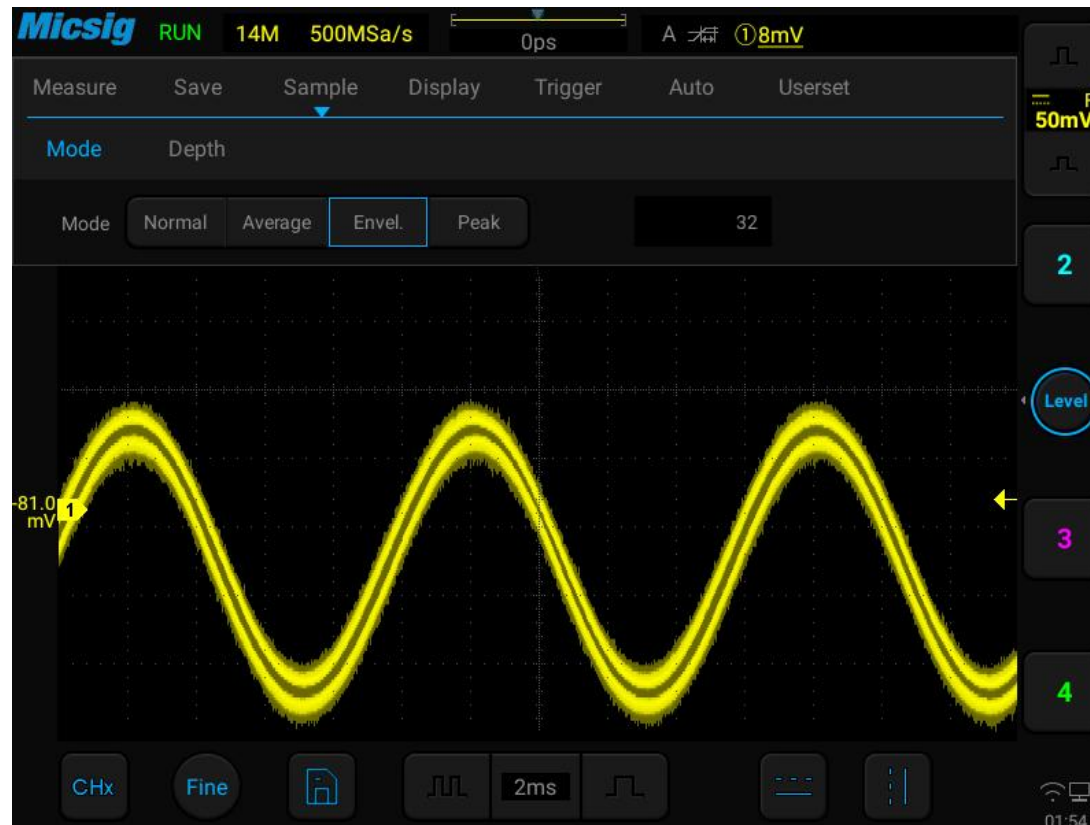 Micsig RUN 14M 500MSa/s 0ps A ①8mV
Measure Save Sample Display Trigger Auto Userset
50mV
Mode Depth
Mode Normal Average Envel. Peak 32
2
Level
-81.0
mV
1
3
4
CHx Fine 2ms
01:54